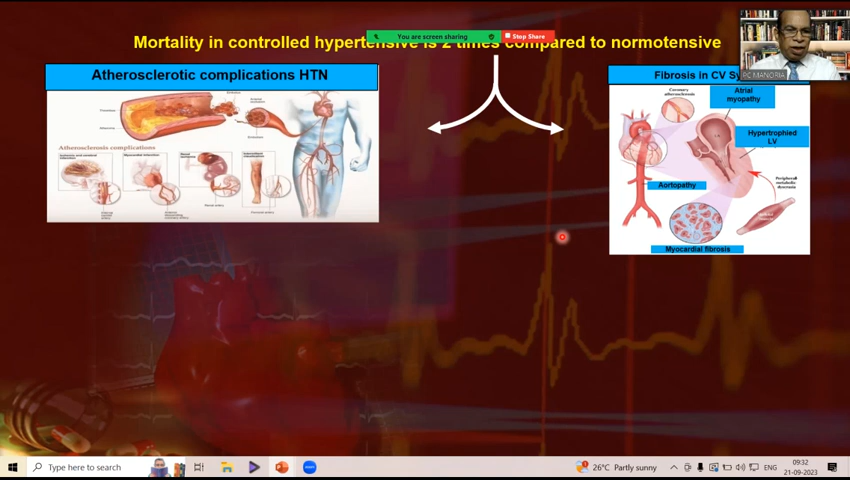 Mortality in controlled hypertensive is 2 times compared to normotensive
You are screen sharing
Stop Share
PC MANORIA
Atherosclerotic complications HTN
Fibrosis in CV Sy
Atherosclerosis complications
Coronary
atherosclerosis
Atrial
myopathy
Hypertrophied
LV
Aortopathy
Peripheral
Myocardial fibrosis
Type here to search
zoom
26°C Partly sunny
ENG
09:32
21-09-2023